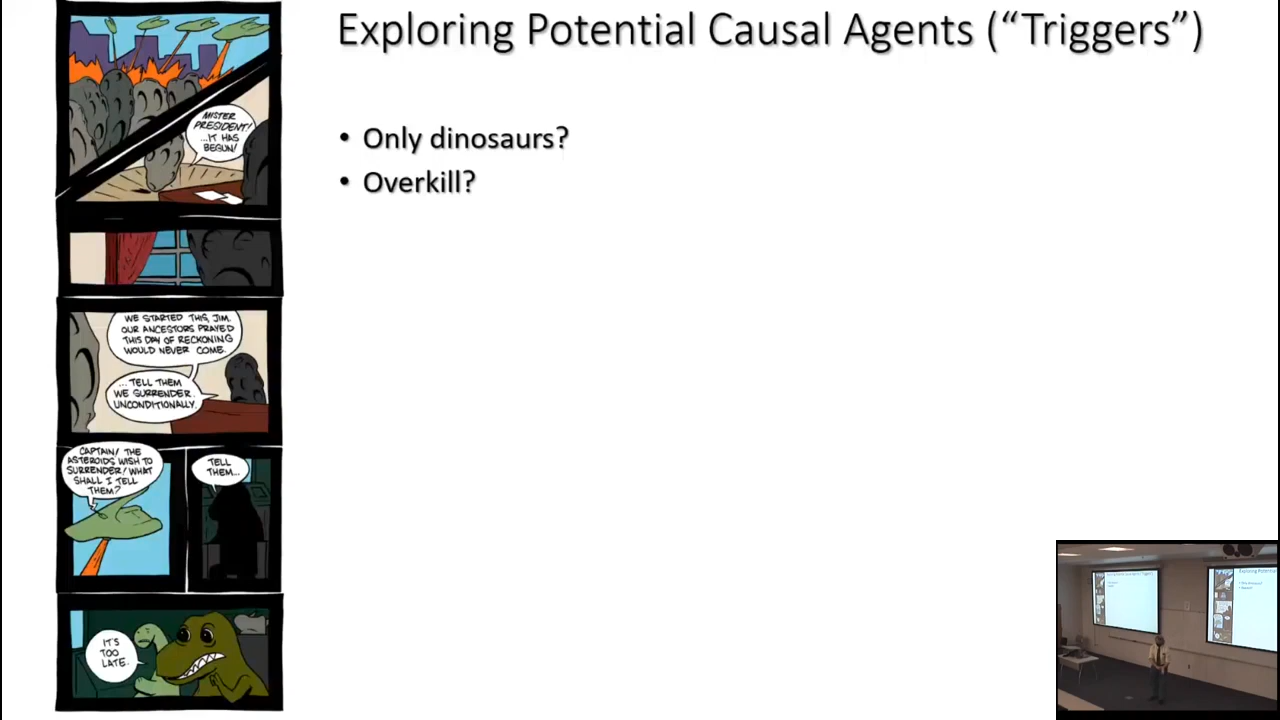 Exploring Potential Causal Agents (“Triggers”)
• Only dinosaurs?
• Overkill?
MISTER
PRESIDENT!
...IT HAS
BEGUN!
WE STARTED THIS, JIM.
OUR ANCESTORS PRAYED
THIS DAY OF RECKONING
WOULD NEVER COME.
...TELL THEM
WE SURRENDER
UNCONDITIONALLY.
CAPTAIN! THE
ASTEROIDS WISH TO
SURRENDER! WHAT
SHALL I TELL
THEM?
TELL
THEM...
IT'S
TOO
LATE.
Exploring Potential